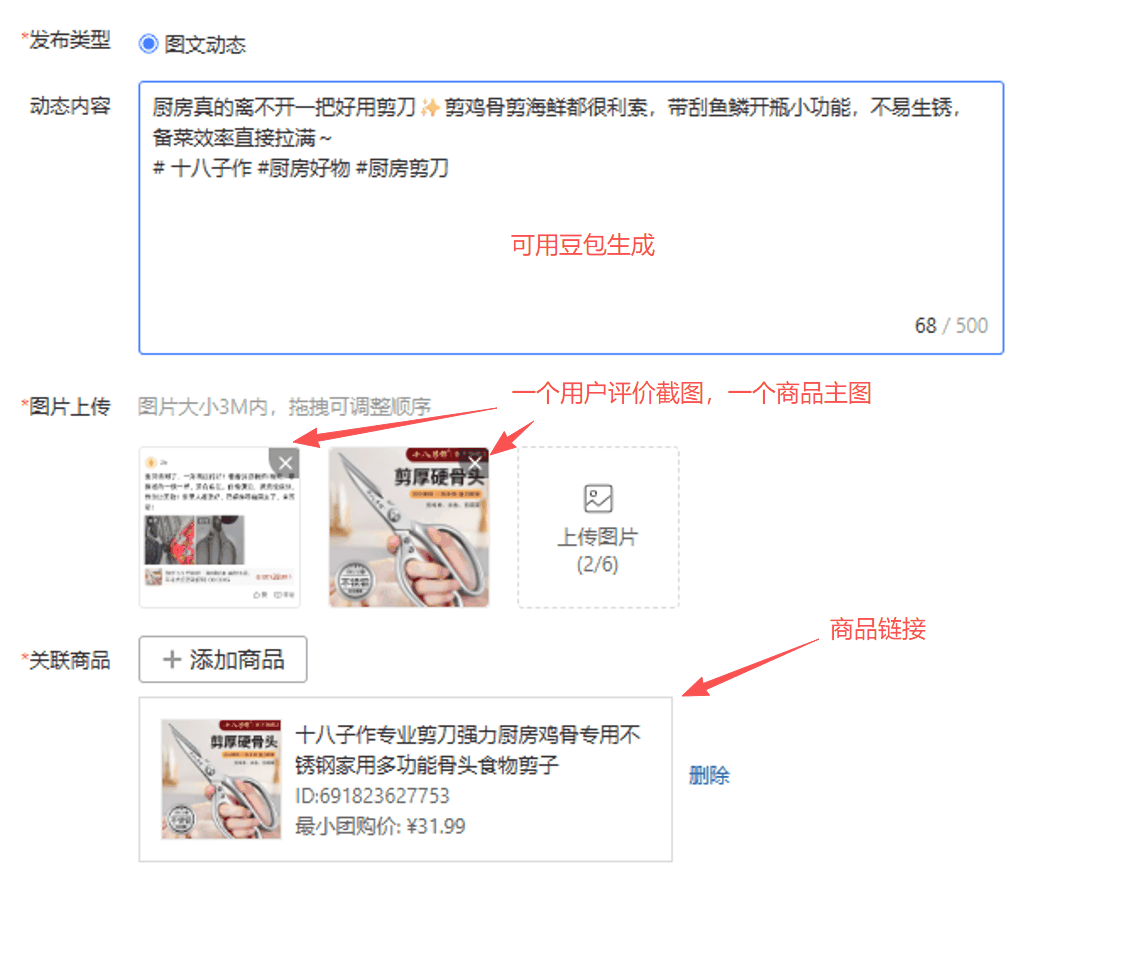 *发布类型
图文动态
动态内容
厨房真的离不开一把好用剪刀✨剪鸡骨剪海鲜都很利索，带刮鱼鳞开瓶小功能，不易生锈，
备菜效率直接拉满～
# 十八子作 #厨房好物 #厨房剪刀
可用豆包生成
68 / 500
*图片上传
图片大小3M内，拖拽可调整顺序
一个用户评价截图，一个商品主图
剪厚硬骨头
不锈钢
上传图片
(2/6)
商品链接
*关联商品
+ 添加商品
剪厚硬骨头
不锈钢
十八子作专业剪刀强力厨房鸡骨专用不
锈钢家用多功能骨头食物剪子
ID:691823627753
最小团购价: ¥31.99
删除